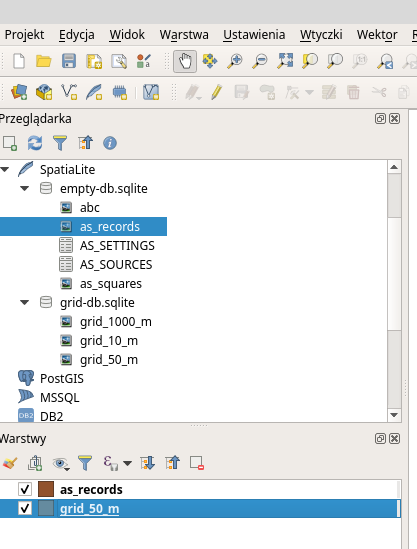 Projekt Edycja Widok Warstwa Ustawienia Wtyczki Wektor
Przeglądarka
SpatiaLite
empty-db.sqlite
abc
as_records
AS_SETTINGS
AS_SOURCES
as_squares
grid-db.sqlite
grid_1000_m
grid_10_m
grid_50_m
PostGIS
MSSQL
DB2 DB2
Warstwy
as_records
grid_50_m